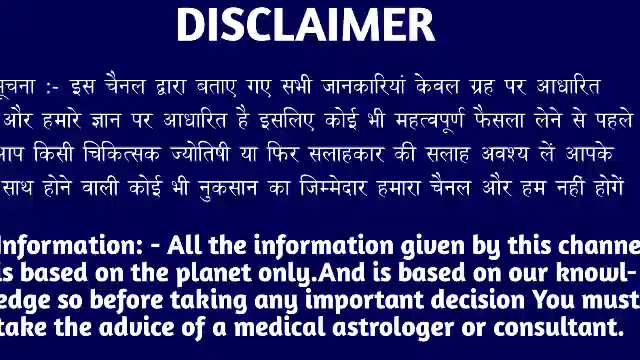 DISCLAIMER
सूचना :- इस चैनल द्वारा बताए गए सभी जानकारियां केवल ग्रह पर आधारित
और हमारे ज्ञान पर आधारित है इसलिए कोई भी महत्वपूर्ण फैसला लेने से पहले
आप किसी चिकित्सक ज्योतिषी या फिर सलाहकार की सलाह अवश्य लें आपके
साथ होने वाली कोई भी नुकसान का जिम्मेदार हमारा चैनल और हम नहीं होगें
Information: - All the information given by this channe
is based on the planet only.And is based on our knowl-
edge so before taking any important decision You must
take the advice of a medical astrologer or consultant.